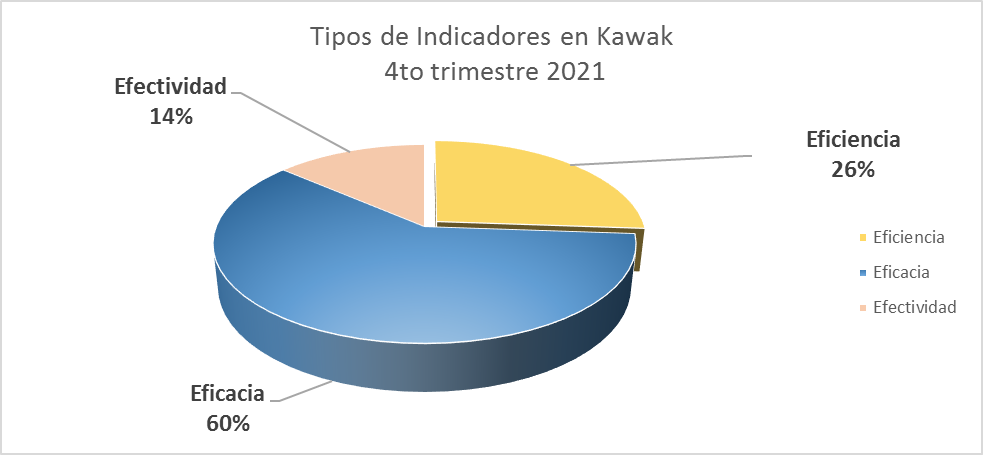 Tipos de Indicadores en Kawak
4to trimestre 2021
Efectividad
14%
Eficiencia
26%
Eficiencia
Eficacia
Efectividad
Eficacia
60%